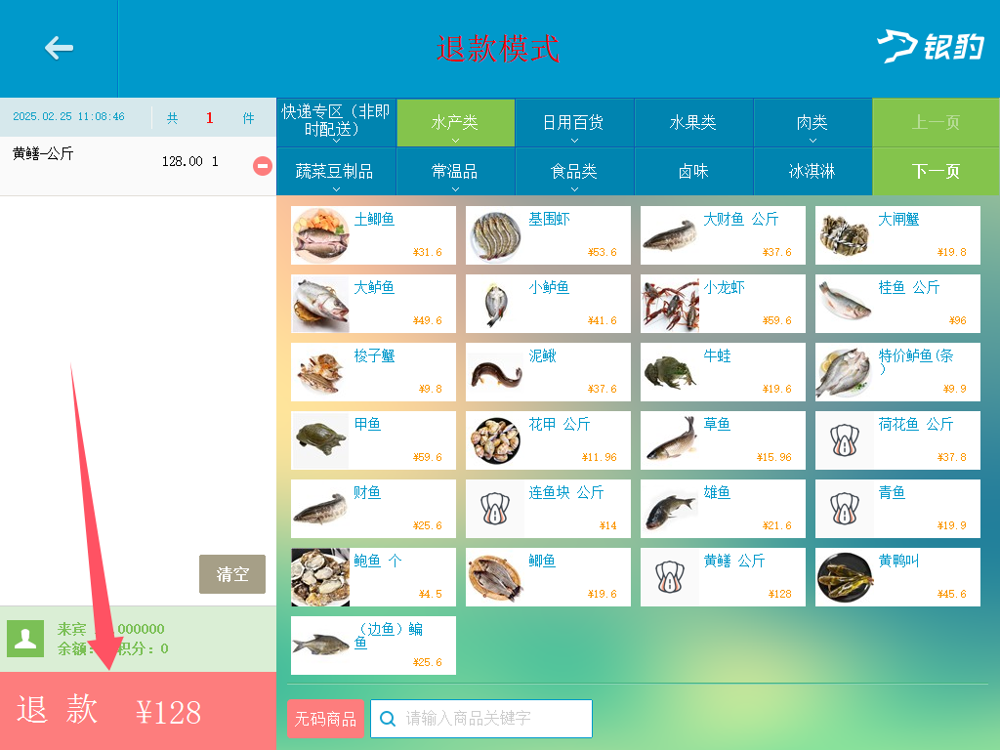 退款模式
银豹
2025.02.25 11:08:46 共 1 件
黄鳝-公斤
128.00 1
快递专区（非即
时配送）
水产类
日用百货
水果类
肉类
上一页
蔬菜豆制品
常温品
食品类
卤味
冰淇淋
下一页
土鲫鱼
¥31.6
基围虾
¥53.6
大财鱼 公斤
¥37.6
大闸蟹
¥19.8
大鲈鱼
¥49.6
小鲈鱼
¥41.6
小龙虾
¥59.6
桂鱼 公斤
¥96
梭子蟹
¥9.8
泥鳅
¥37.6
牛蛙
¥19.6
特价鲈鱼(条
)
¥9.9
甲鱼
¥59.6
花甲 公斤
¥11.96
草鱼
¥15.96
荷花鱼 公斤
¥37.8
财鱼
¥25.6
连鱼块 公斤
¥14
雄鱼
¥21.6
青鱼
¥19.9
鲍鱼 个
¥4.5
鲫鱼
¥19.6
黄鳝 公斤
¥128
黄鸭叫
¥45.6
（边鱼）鳊
鱼
¥25.6
清空
来宾 000000
余额: 积分: 0
退 款 ¥128
无码商品
请输入商品关键字